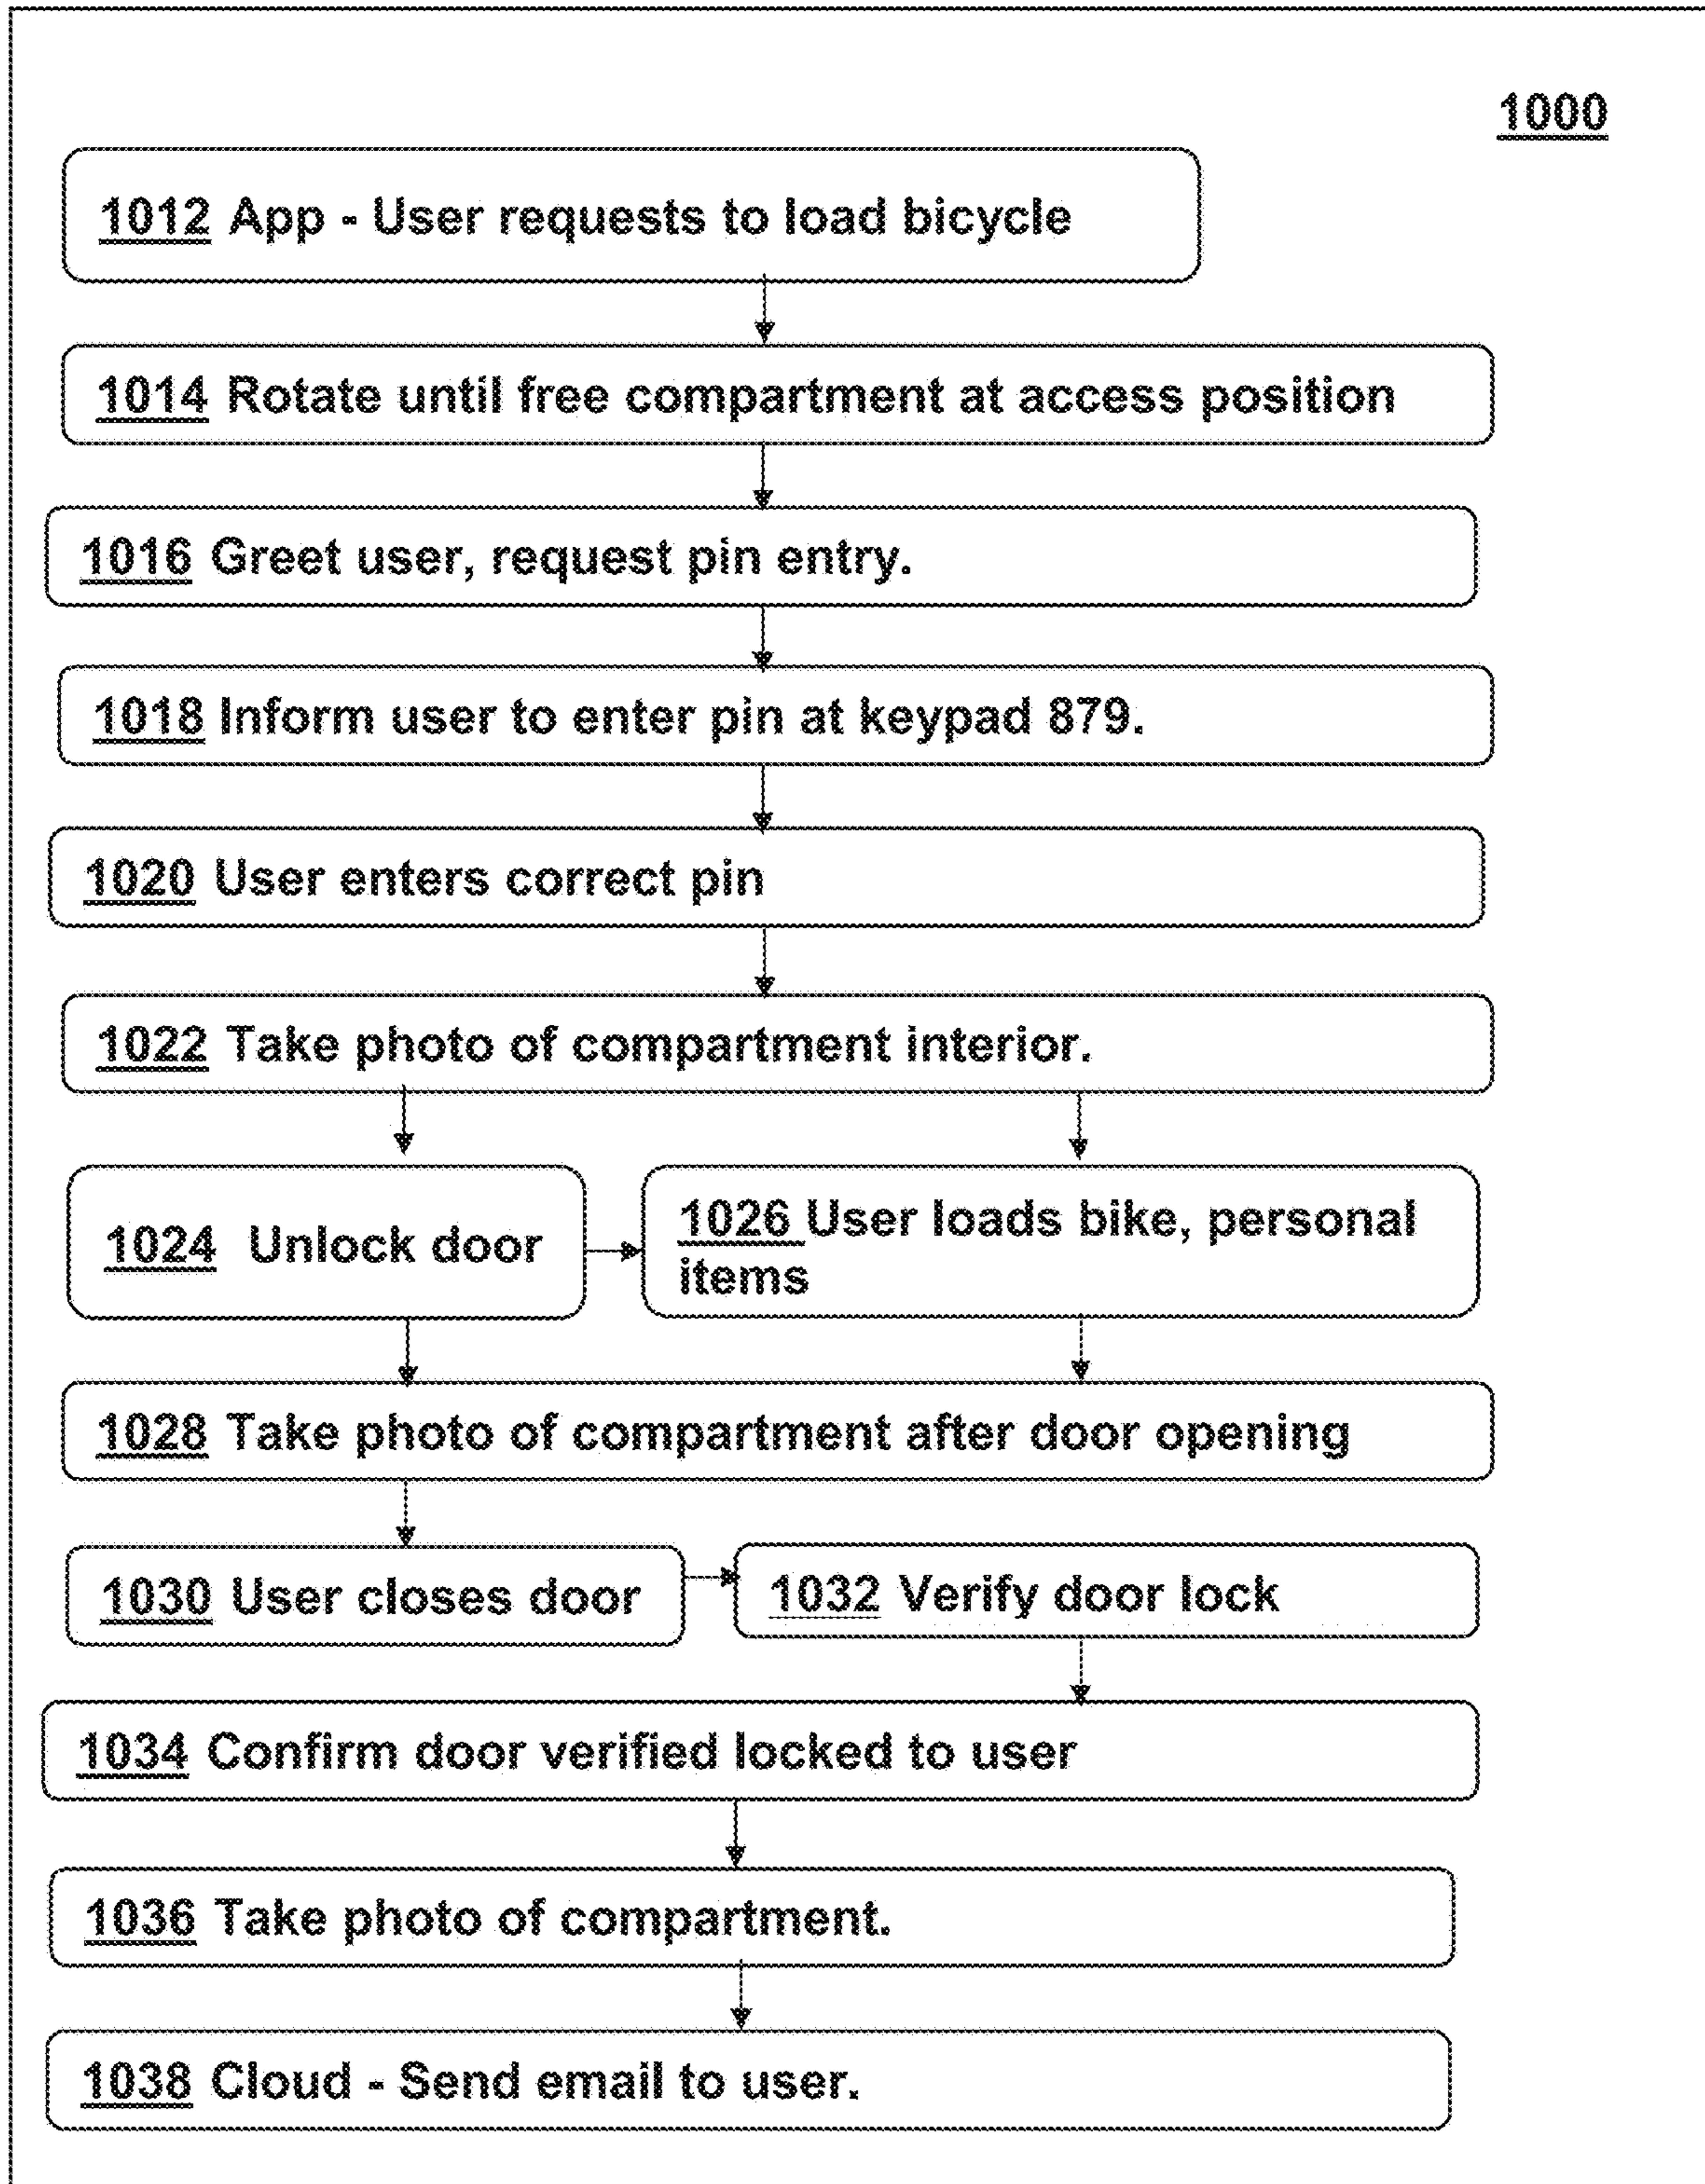 1000
1012 App - User requests to load bicycle
1014 Rotate until free compartment at access position
1016 Greet user, request pin entry.
1018 Inform user to enter pin at keypad 879.
1020 User enters correct pin
1022 Take photo of compartment interior.
1024 Unlock door
1026 User loads bike, personal
items
1028 Take photo of compartment after door opening
1030 User closes door
1032 Verify door lock
1034 Confirm door verified locked to user
1036 Take photo of compartment.
1038 Cloud - Send email to user.